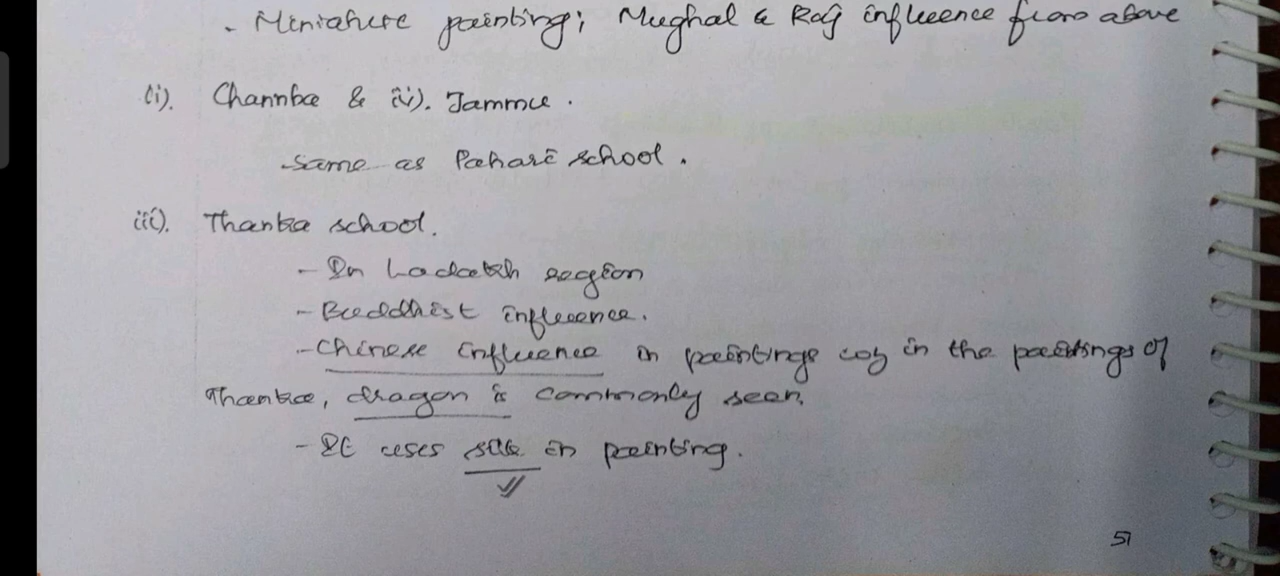 - Miniature painting; Mughal & Raj influence from above
(i). Chamba & iv). Jammu.
- Same as Pahari school.
iii). Thanka school.
- In Ladakh region
- Buddhist influence.
- Chinese influence in paintings coz in the paintings of
Thanka, dragon is commonly seen.
- It uses silk in painting.
51